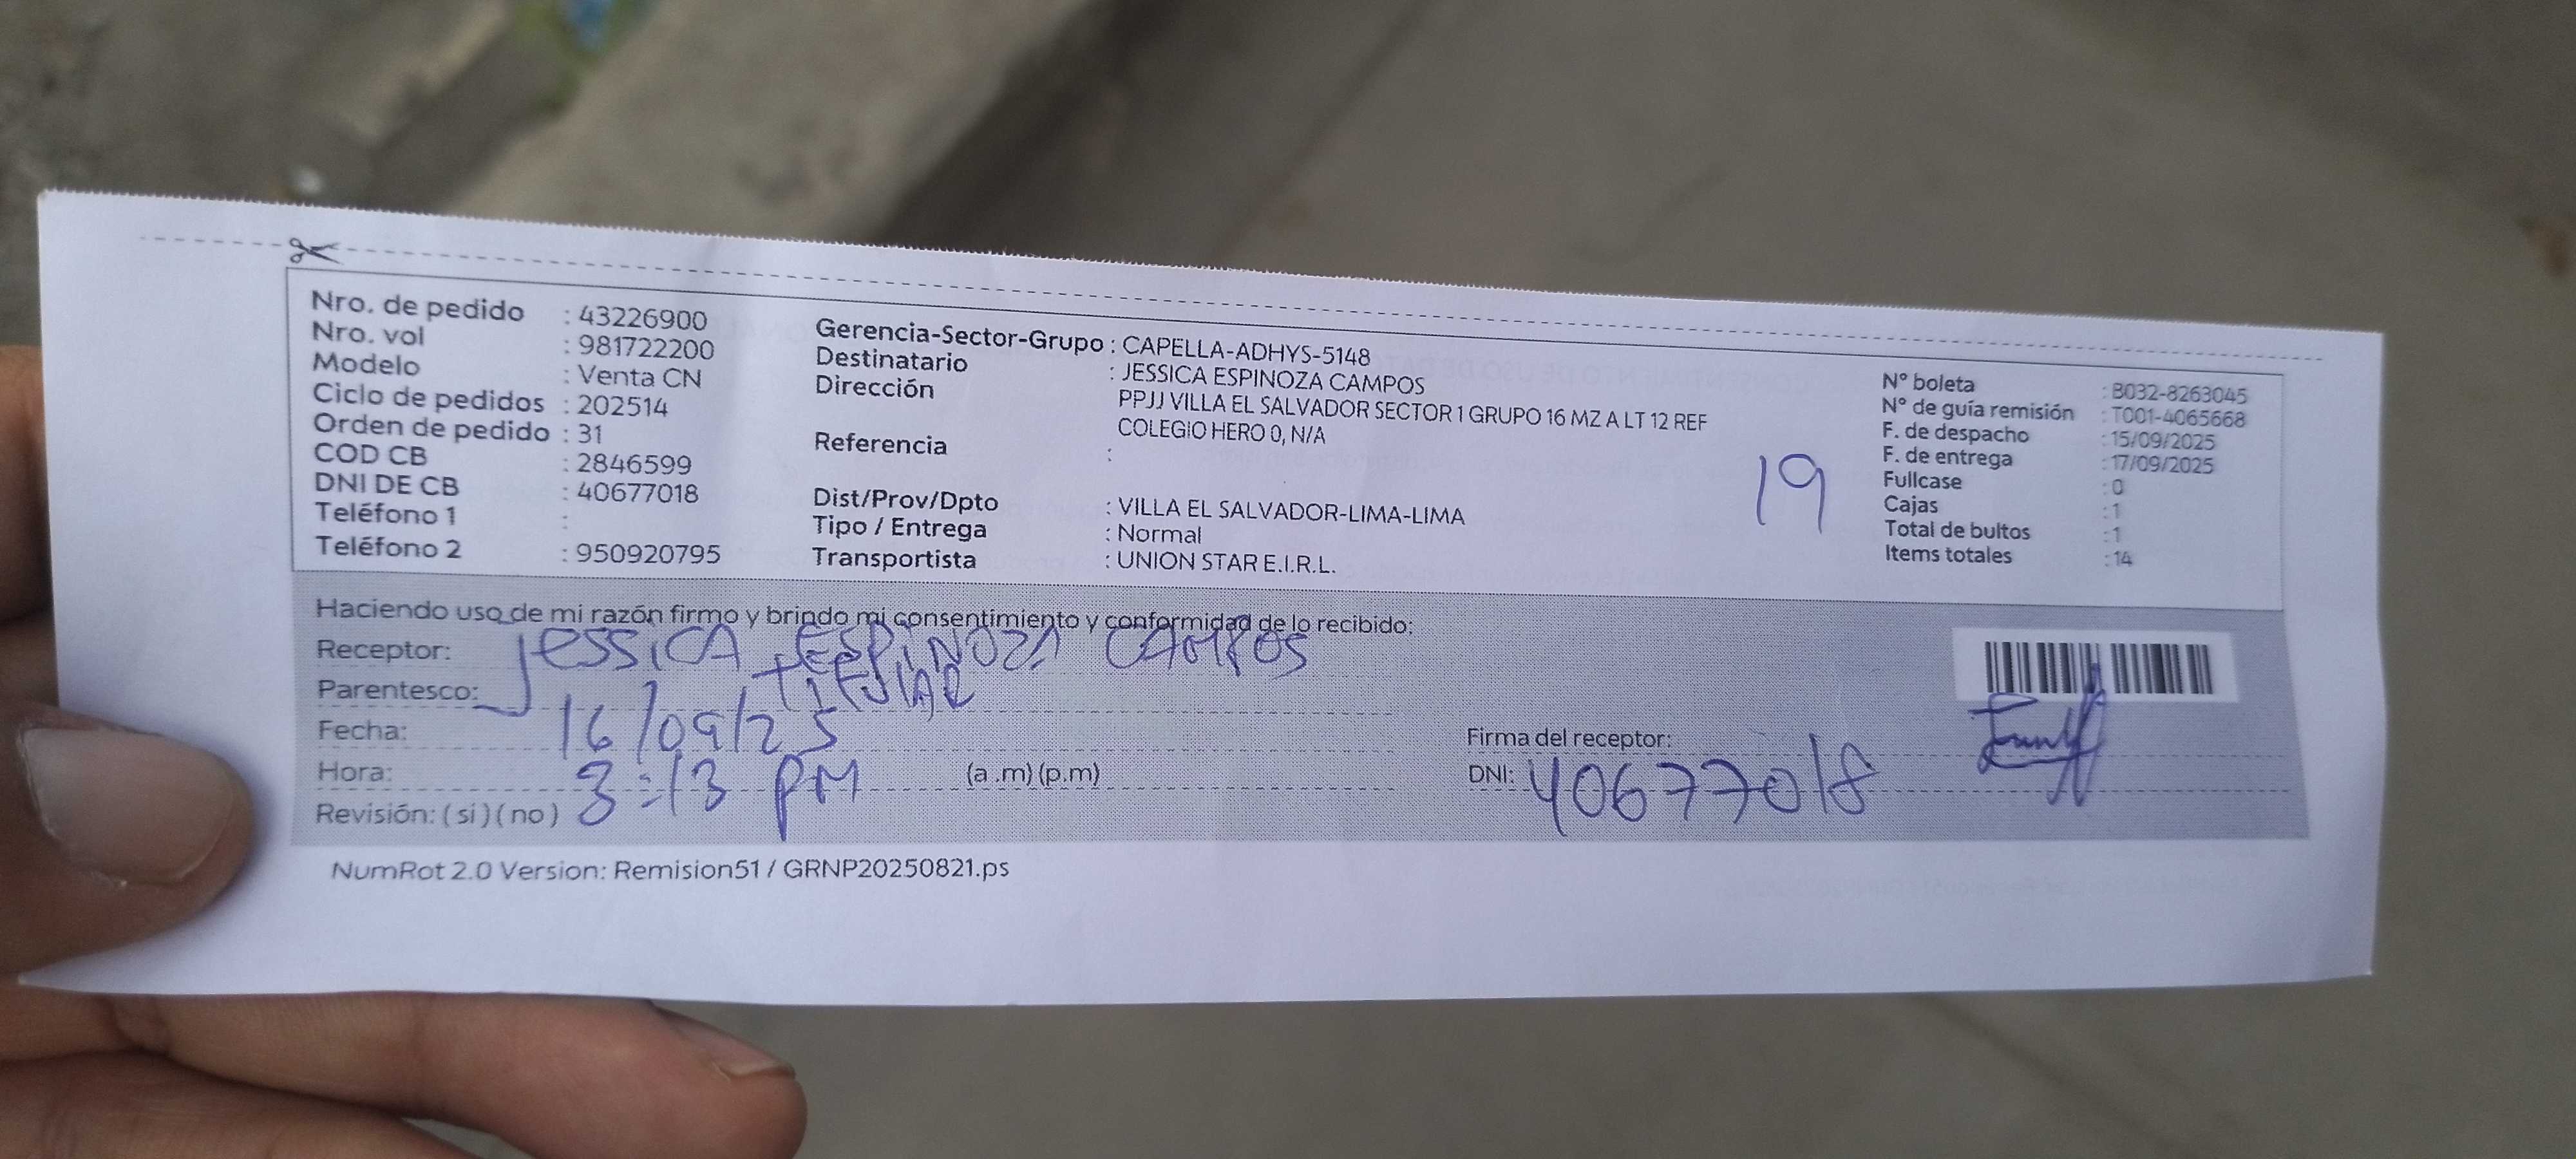 Nro. de pedido : 43226900
Nro. vol : 981722200
Modelo : Venta CN
Ciclo de pedidos : 202514
Orden de pedido : 31
COD CB : 2846599
DNI DE CB : 40677018
Teléfono 1 :
Teléfono 2 : 950920795
Gerencia-Sector-Grupo : CAPELLA-ADHYS-5148
Destinatario : JESSICA ESPINOZA CAMPOS
Dirección PPJJ VILLA EL SALVADOR SECTOR 1 GRUPO 16 MZ A LT 12 REF
COLEGIO HERO 0, N/A
Referencia :
Dist/Prov/Dpto : VILLA EL SALVADOR-LIMA-LIMA
Tipo / Entrega : Normal
Transportista : UNION STAR E.I.R.L.
19
N° boleta : B032-8263045
N° de guía remisión : T001-4065668
F. de despacho : 15/09/2025
F. de entrega : 17/09/2025
Fullcase : 0
Cajas : 1
Total de bultos : 1
Items totales : 14
Haciendo uso de mi razón firmo y brindo mi consentimiento y conformidad de lo recibido:
Receptor: JESSICA ESPINOZA CAMPOS
Parentesco: TITULAR
Fecha: 16/09/25
Hora: 3:13 PM (a .m) (p.m)
Revisión: ( si ) ( no )
Firma del receptor:
DNI: 40677018
NumRot 2.0 Version: Remision51 / GRNP20250821.ps